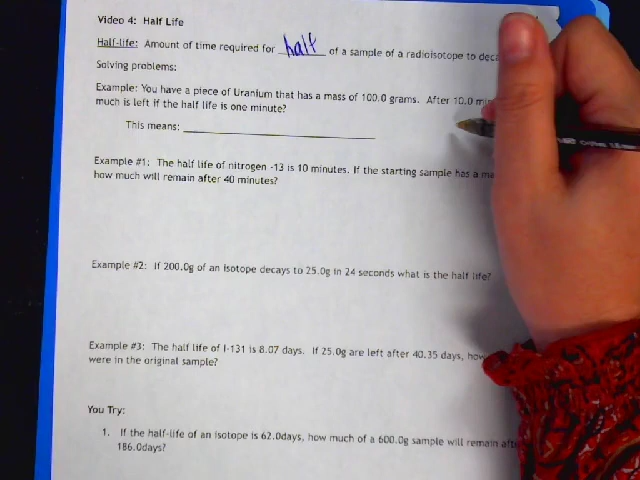 Video 4: Half Life
Half-life: Amount of time required for half of a sample of a radioisotope to
Solving problems:
Example: You have a piece of Uranium that has a mass of 100.0 grams. After 10.0
much is left if the half life is one minute?
This means:
Example #1: The half life of nitrogen -13 is 10 minutes. If the starting sample has a
how much will remain after 40 minutes?
Example #2: If 200.0g of an isotope decays to 25.0g in 24 seconds what is the half life?
Example #3: The half life of I-131 is 8.07 days. If 25.0g are left after 40.35 days, how
were in the original sample?
You Try:
1. If the half-life of an isotope is 62.0days, how much of a 600.0g sample will remain
186.0days?